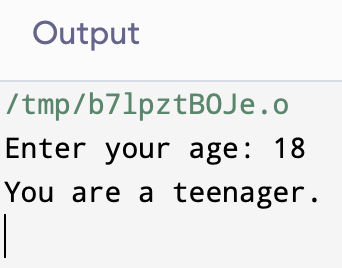 Output
/tmp/b7lpztBOJe.o
Enter your age: 18
You are a teenager.